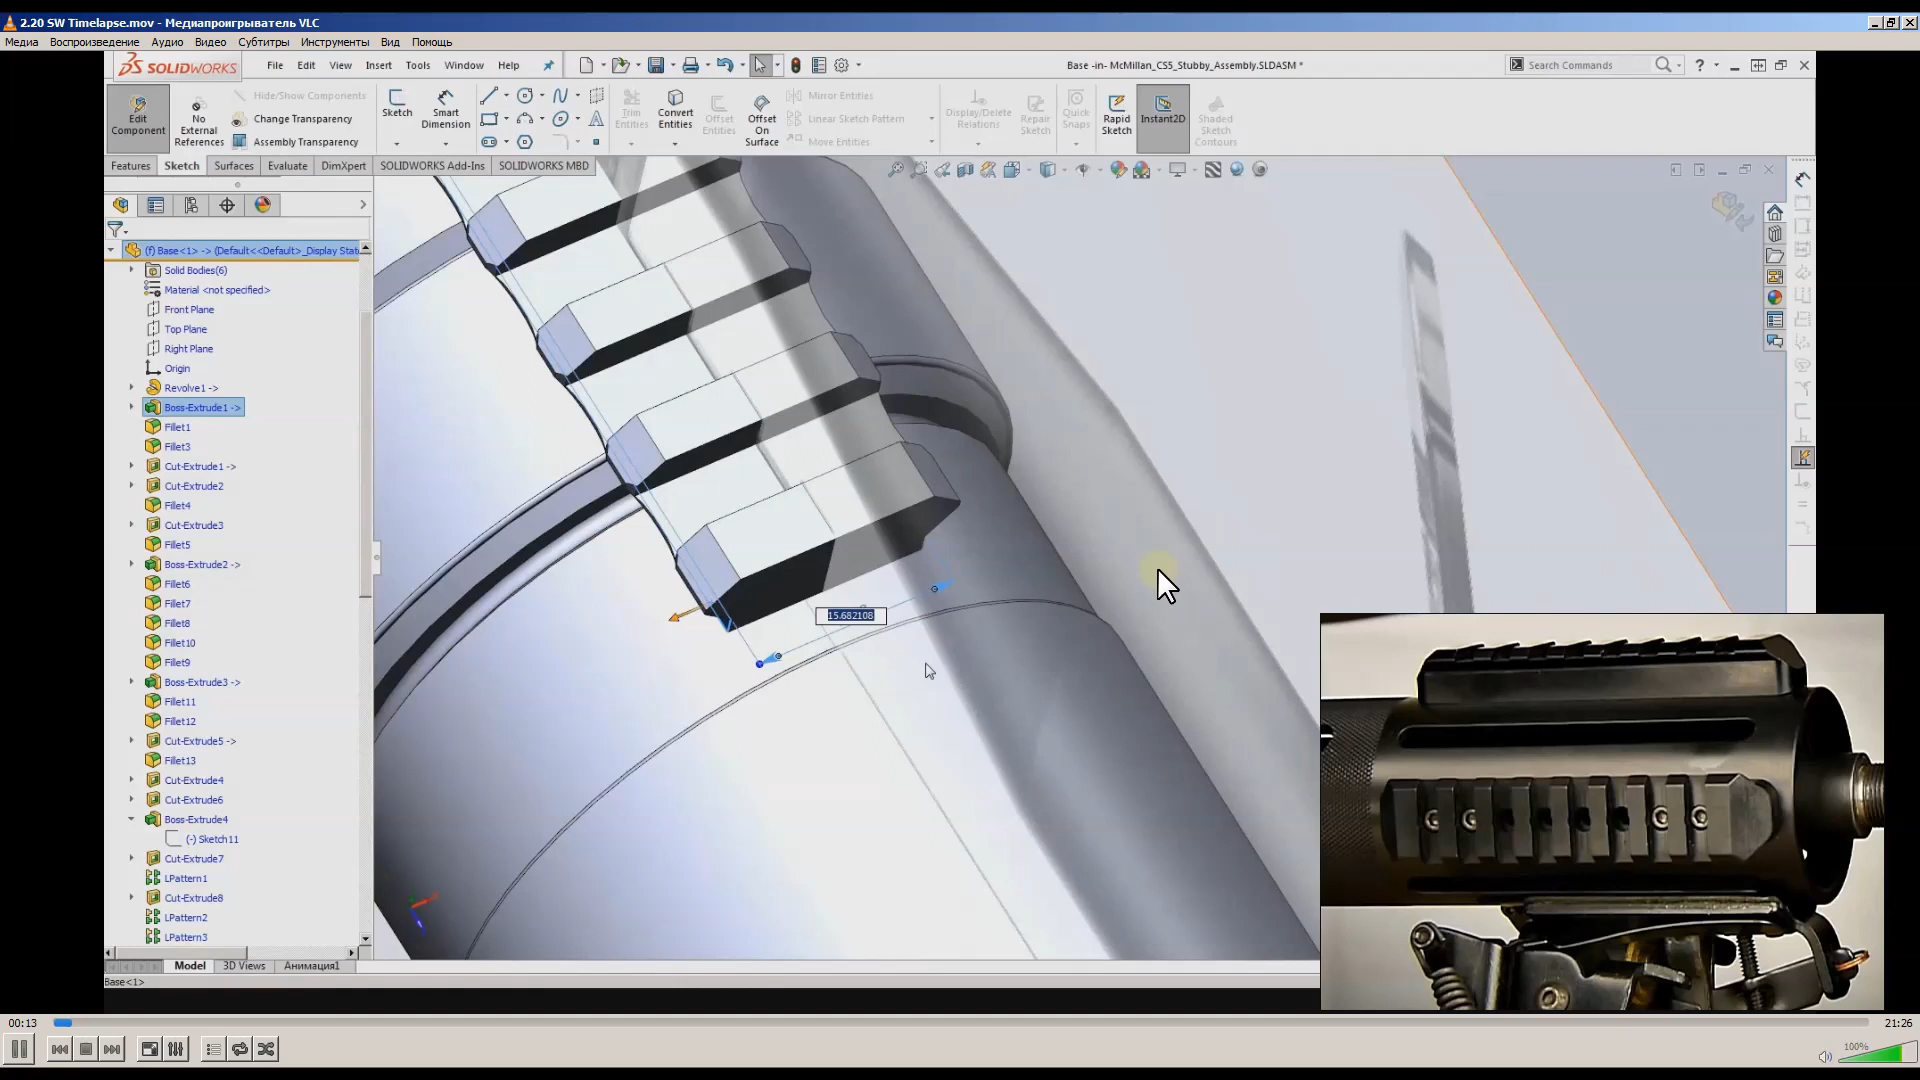 2.20 SW Timelapse.mov - Медиапроигрыватель VLC
Медиа Воспроизведение Аудио Видео Субтитры Инструменты Вид Помощь
SOLIDWORKS File Edit View Insert Tools Window Help
Base -in- McMillan_CS5_Stubby_Assembly.SLDASM *
Search Commands
?
Edit Component
No External References
Hide/Show Components
Change Transparency
Assembly Transparency
Sketch
Smart Dimension
Trim Entities
Convert Entities
Offset Entities
Offset On Surface
Mirror Entities
Linear Sketch Pattern
Move Entities
Display/Delete Relations
Repair Sketch
Quick Snaps
Rapid Sketch
Instant2D
Shaded Sketch Contours
Features Sketch Surfaces Evaluate DimXpert SOLIDWORKS Add-Ins SOLIDWORKS MBD
(f) Base<1> -> (Default<<Default>_Display Stat
Solid Bodies(6)
Material <not specified>
Front Plane
Top Plane
Right Plane
Origin
Revolve1 ->
Boss-Extrude1 ->
Fillet1
Fillet3
Cut-Extrude1 ->
Cut-Extrude2
Fillet4
Cut-Extrude3
Fillet5
Boss-Extrude2 ->
Fillet6
Fillet7
Fillet8
Fillet10
Fillet9
Boss-Extrude3 ->
Fillet11
Fillet12
Cut-Extrude5 ->
Fillet13
Cut-Extrude4
Cut-Extrude6
Boss-Extrude4
(-) Sketch11
Cut-Extrude7
LPattern1
Cut-Extrude8
LPattern2
LPattern3
15.682108
Model 3D Views Анимация1
Base<1>
00:13
21:26
100%